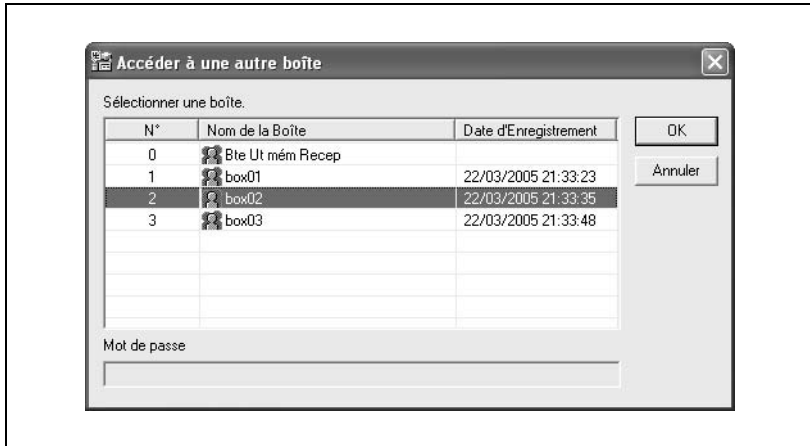 Accéder à une autre boîte
Sélectionner une boîte.
N° Nom de la Boîte Date d'Enregistrement
0 Bte Ut mém Recep
1 box01 22/03/2005 21:33:23
2 box02 22/03/2005 21:33:35
3 box03 22/03/2005 21:33:48
OK
Annuler
Mot de passe